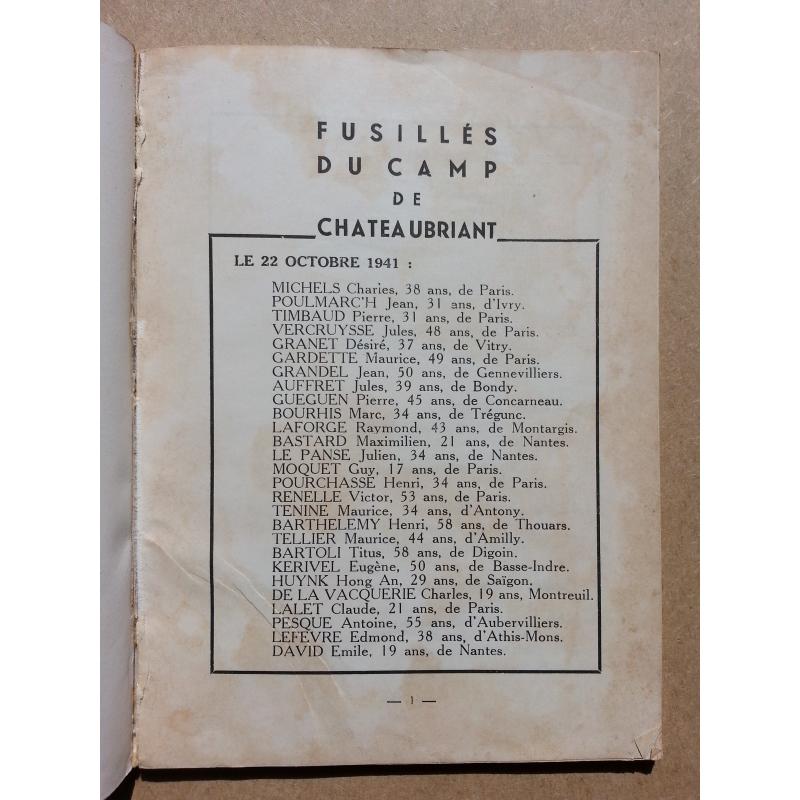 FUSILLÉS
DU CAMP
DE
CHATEAUBRIANT
LE 22 OCTOBRE 1941 :
MICHELS Charles, 38 ans, de Paris.
POULMARC'H Jean, 31 ans, d'Ivry.
TIMBAUD Pierre, 31 ans, de Paris.
VERCRUYSSE Jules, 48 ans, de Paris.
GRANET Désiré, 37 ans, de Vitry.
GARDETTE Maurice, 49 ans, de Paris.
GRANDEL Jean, 50 ans, de Gennevilliers.
AUFFRET Jules, 39 ans, de Bondy.
GUEGUEN Pierre, 45 ans, de Concarneau.
BOURHIS Marc, 34 ans, de Trégunc.
LAFORGE Raymond, 43 ans, de Montargis.
BASTARD Maximilien, 21 ans, de Nantes.
LE PANSE Julien, 34 ans, de Nantes.
MOQUET Guy, 17 ans, de Paris.
POURCHASSE Henri, 34 ans, de Paris.
RENELLE Victor, 53 ans, de Paris.
TENINE Maurice, 34 ans, d'Antony.
BARTHELEMY Henri, 58 ans, de Thouars.
TELLIER Maurice, 44 ans, d'Amilly.
BARTOLI Titus, 58 ans, de Digoin.
KERIVEL Eugène, 50 ans, de Basse-Indre.
HUYNK Hong An, 29 ans, de Saïgon.
DE LA VACQUERIE Charles, 19 ans, Montreuil.
LALET Claude, 21 ans, de Paris.
PESQUE Antoine, 55 ans, d'Aubervilliers.
LEFEVRE Edmond, 38 ans, d'Athis-Mons.
DAVID Emile, 19 ans, de Nantes.
— 1 —